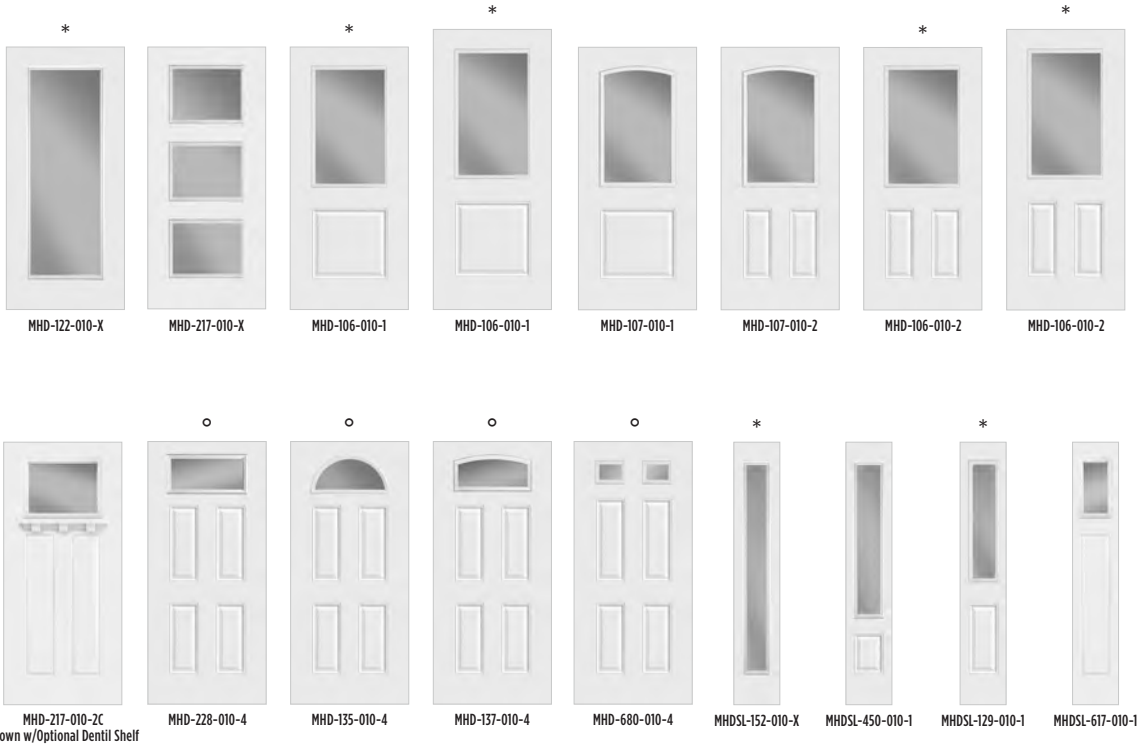 * * * * *
MHD-122-010-X MHD-217-010-X MHD-106-010-1 MHD-106-010-1 MHD-107-010-1 MHD-107-010-2 MHD-106-010-2 MHD-106-010-2
° ° ° ° * *
MHD-217-010-2C MHD-228-010-4 MHD-135-010-4 MHD-137-010-4 MHD-680-010-4 MHDSL-152-010-X MHDSL-450-010-1 MHDSL-129-010-1 MHDSL-617-010-1
own w/Optional Dentil Shelf